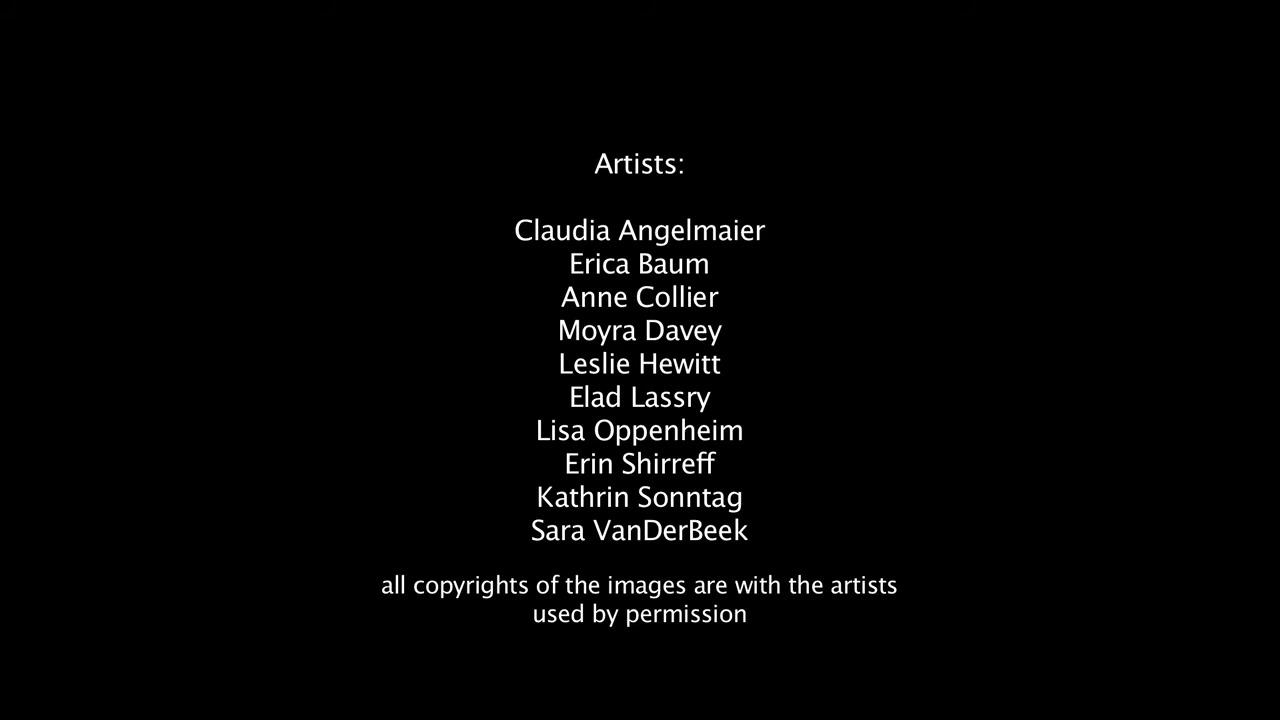 Artists:
Claudia Angelmaier
Erica Baum
Anne Collier
Moyra Davey
Leslie Hewitt
Elad Lassry
Lisa Oppenheim
Erin Shirreff
Kathrin Sonntag
Sara VanDerBeek
all copyrights of the images are with the artists
used by permission